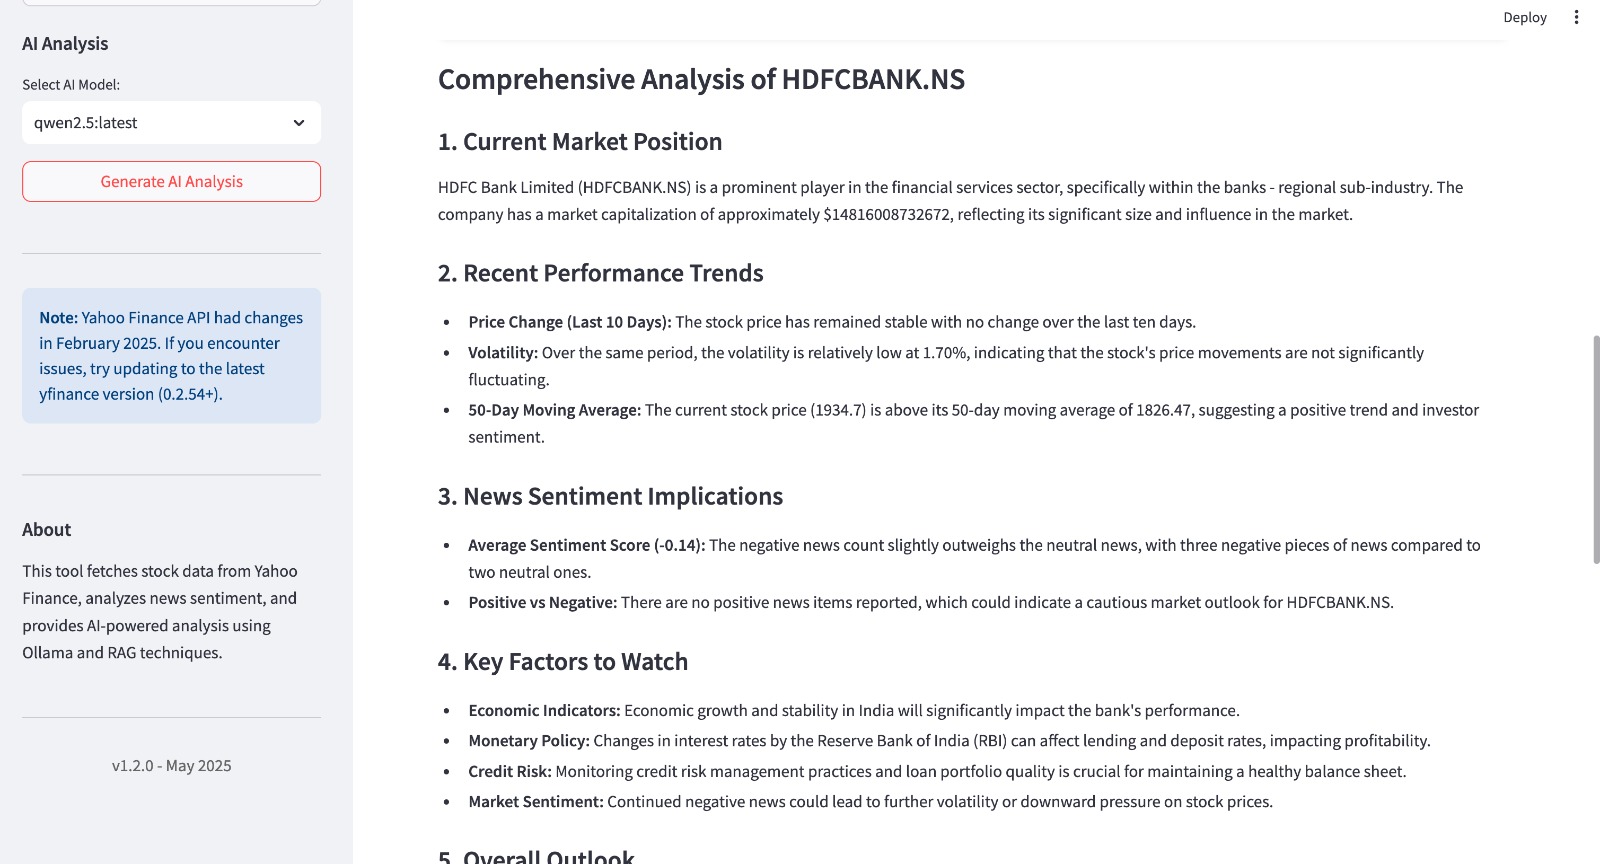 AI Analysis
Select AI Model:
qwen2.5:latest
Generate AI Analysis
Note: Yahoo Finance API had changes
in February 2025. If you encounter
issues, try updating to the latest
yfinance version (0.2.54+).
About
This tool fetches stock data from Yahoo
Finance, analyzes news sentiment, and
provides AI-powered analysis using
Ollama and RAG techniques.
v1.2.0 - May 2025
Deploy
Comprehensive Analysis of HDFCBANK.NS
1. Current Market Position
HDFC Bank Limited (HDFCBANK.NS) is a prominent player in the financial services sector, specifically within the banks - regional sub-industry. The
company has a market capitalization of approximately $14816008732672, reflecting its significant size and influence in the market.
2. Recent Performance Trends
• Price Change (Last 10 Days): The stock price has remained stable with no change over the last ten days.
• Volatility: Over the same period, the volatility is relatively low at 1.70%, indicating that the stock's price movements are not significantly
fluctuating.
• 50-Day Moving Average: The current stock price (1934.7) is above its 50-day moving average of 1826.47, suggesting a positive trend and investor
sentiment.
3. News Sentiment Implications
• Average Sentiment Score (-0.14): The negative news count slightly outweighs the neutral news, with three negative pieces of news compared to
two neutral ones.
• Positive vs Negative: There are no positive news items reported, which could indicate a cautious market outlook for HDFCBANK.NS.
4. Key Factors to Watch
• Economic Indicators: Economic growth and stability in India will significantly impact the bank's performance.
• Monetary Policy: Changes in interest rates by the Reserve Bank of India (RBI) can affect lending and deposit rates, impacting profitability.
• Credit Risk: Monitoring credit risk management practices and loan portfolio quality is crucial for maintaining a healthy balance sheet.
• Market Sentiment: Continued negative news could lead to further volatility or downward pressure on stock prices.
5. Overall Outlook